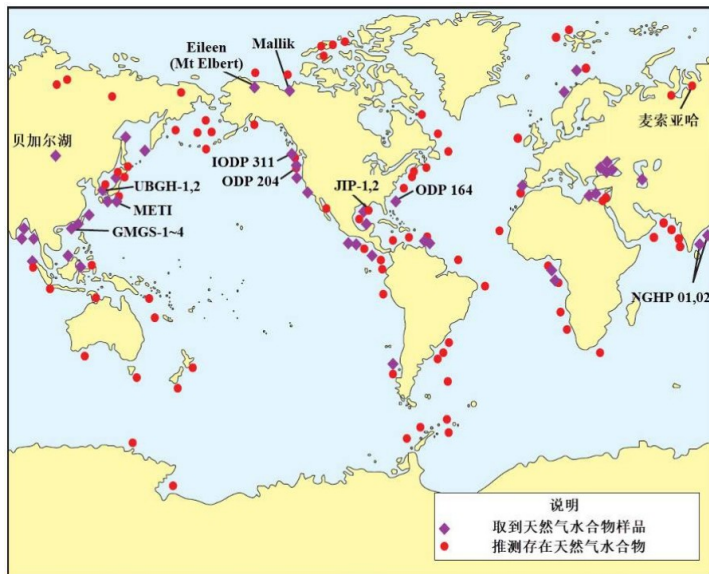 Eileen
(Mt Elbert)
Mallik
麦索亚哈
贝加尔湖
IODP 311
ODP 204
UBGH-1,2
JIP-1,2
ODP 164
METI
GMGS-1~4
NGHP 01,02
说明
取到天然气水合物样品
推测存在天然气水合物